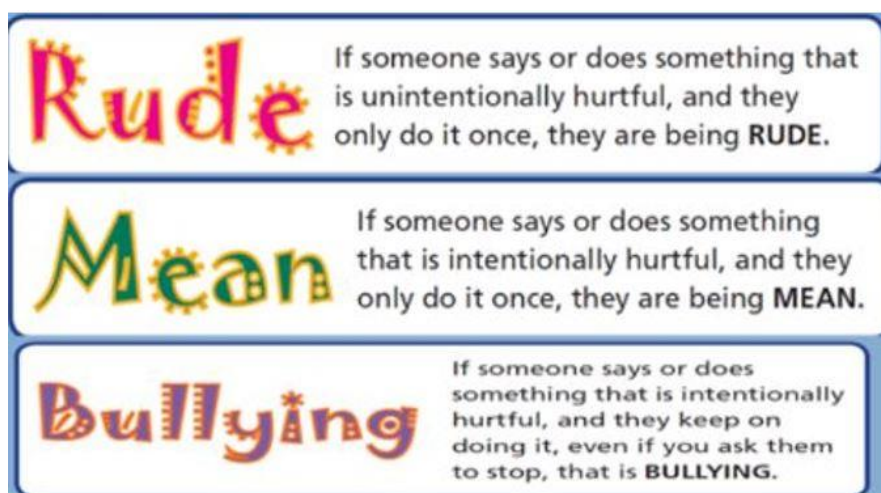 Rude
If someone says or does something that
is unintentionally hurtful, and they
only do it once, they are being RUDE.
Mean
If someone says or does something
that is intentionally hurtful, and they
only do it once, they are being MEAN.
Bullying
If someone says or does
something that is intentionally
hurtful, and they keep on
doing it, even if you ask them
to stop, that is BULLYING.